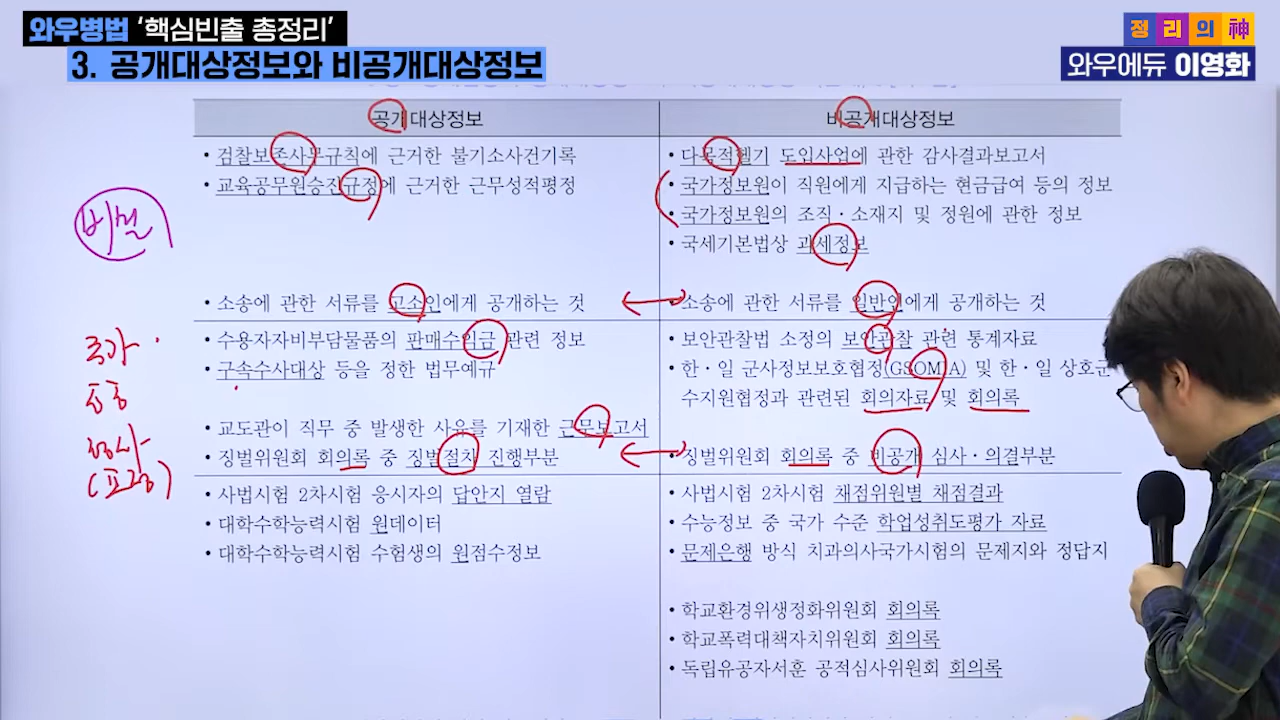 와우병법 '핵심빈출 총정리'
3. 공개대상정보와 비공개대상정보
정리의神
와우에듀 이영화
공개대상정보
비공개대상정보
• 검찰보존사무규칙에 근거한 불기소사건기록
• 교육공무원승진규정에 근거한 근무성적평정
• 다목적헬기 도입사업에 관한 감사결과보고서
• 국가정보원이 직원에게 지급하는 현금급여 등의 정보
• 국가정보원의 조직・소재지 및 정원에 관한 정보
• 국세기본법상 과세정보
• 소송에 관한 서류를 고소인에게 공개하는 것
• 소송에 관한 서류를 일반인에게 공개하는 것
• 수용자자비부담물품의 판매수익금 관련 정보
• 구속수사대상 등을 정한 법무예규
• 보안관찰법 소정의 보안관찰 관련 통계자료
• 한・일 군사정보보호협정(GSOMIA) 및 한・일 상호군
수지원협정과 관련된 회의자료 및 회의록
• 교도관이 직무 중 발생한 사유를 기재한 근무보고서
• 징벌위원회 회의록 중 징벌절차 진행부분
• 징벌위원회 회의록 중 비공개 심사・의결부분
• 사법시험 2차시험 응시자의 답안지 열람
• 대학수학능력시험 원데이터
• 대학수학능력시험 수험생의 원점수정보
• 사법시험 2차시험 채점위원별 채점결과
• 수능정보 중 국가 수준 학업성취도평가 자료
• 문제은행 방식 치과의사국가시험의 문제지와 정답지
• 학교환경위생정화위원회 회의록
• 학교폭력대책자치위원회 회의록
• 독립유공자서훈 공적심사위원회 회의록